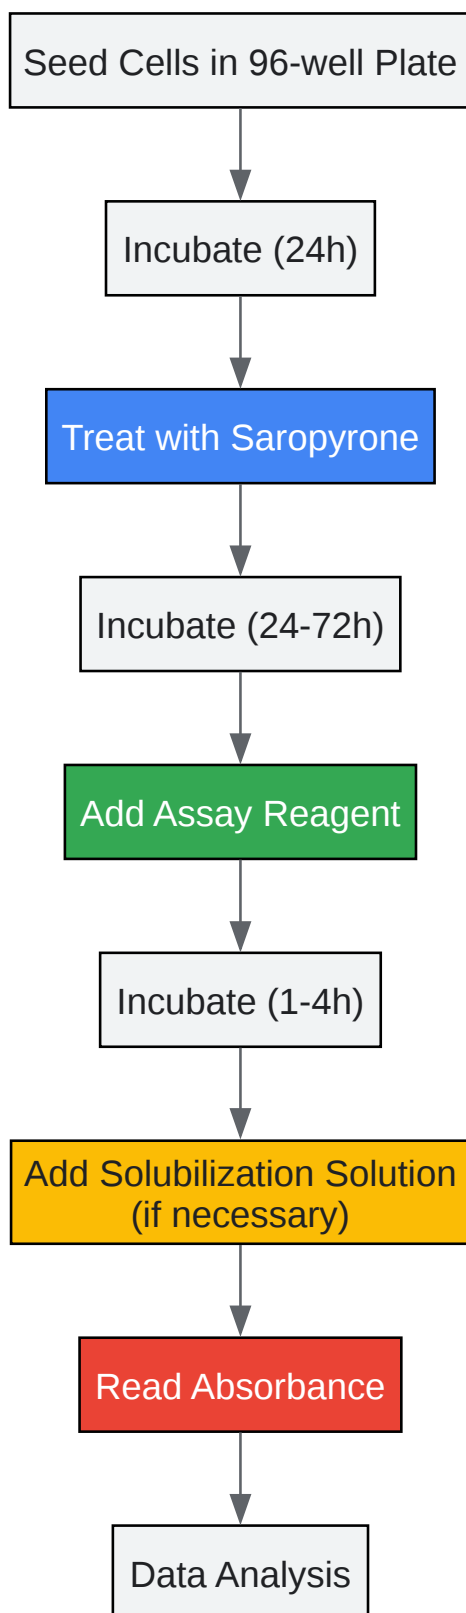 Seed Cells in 96-well Plate
Incubate (24h)
Treat with Saropyrone
Incubate (24-72h)
Add Assay Reagent
Incubate (1-4h)
Add Solubilization Solution
(if necessary)
Read Absorbance
Data Analysis